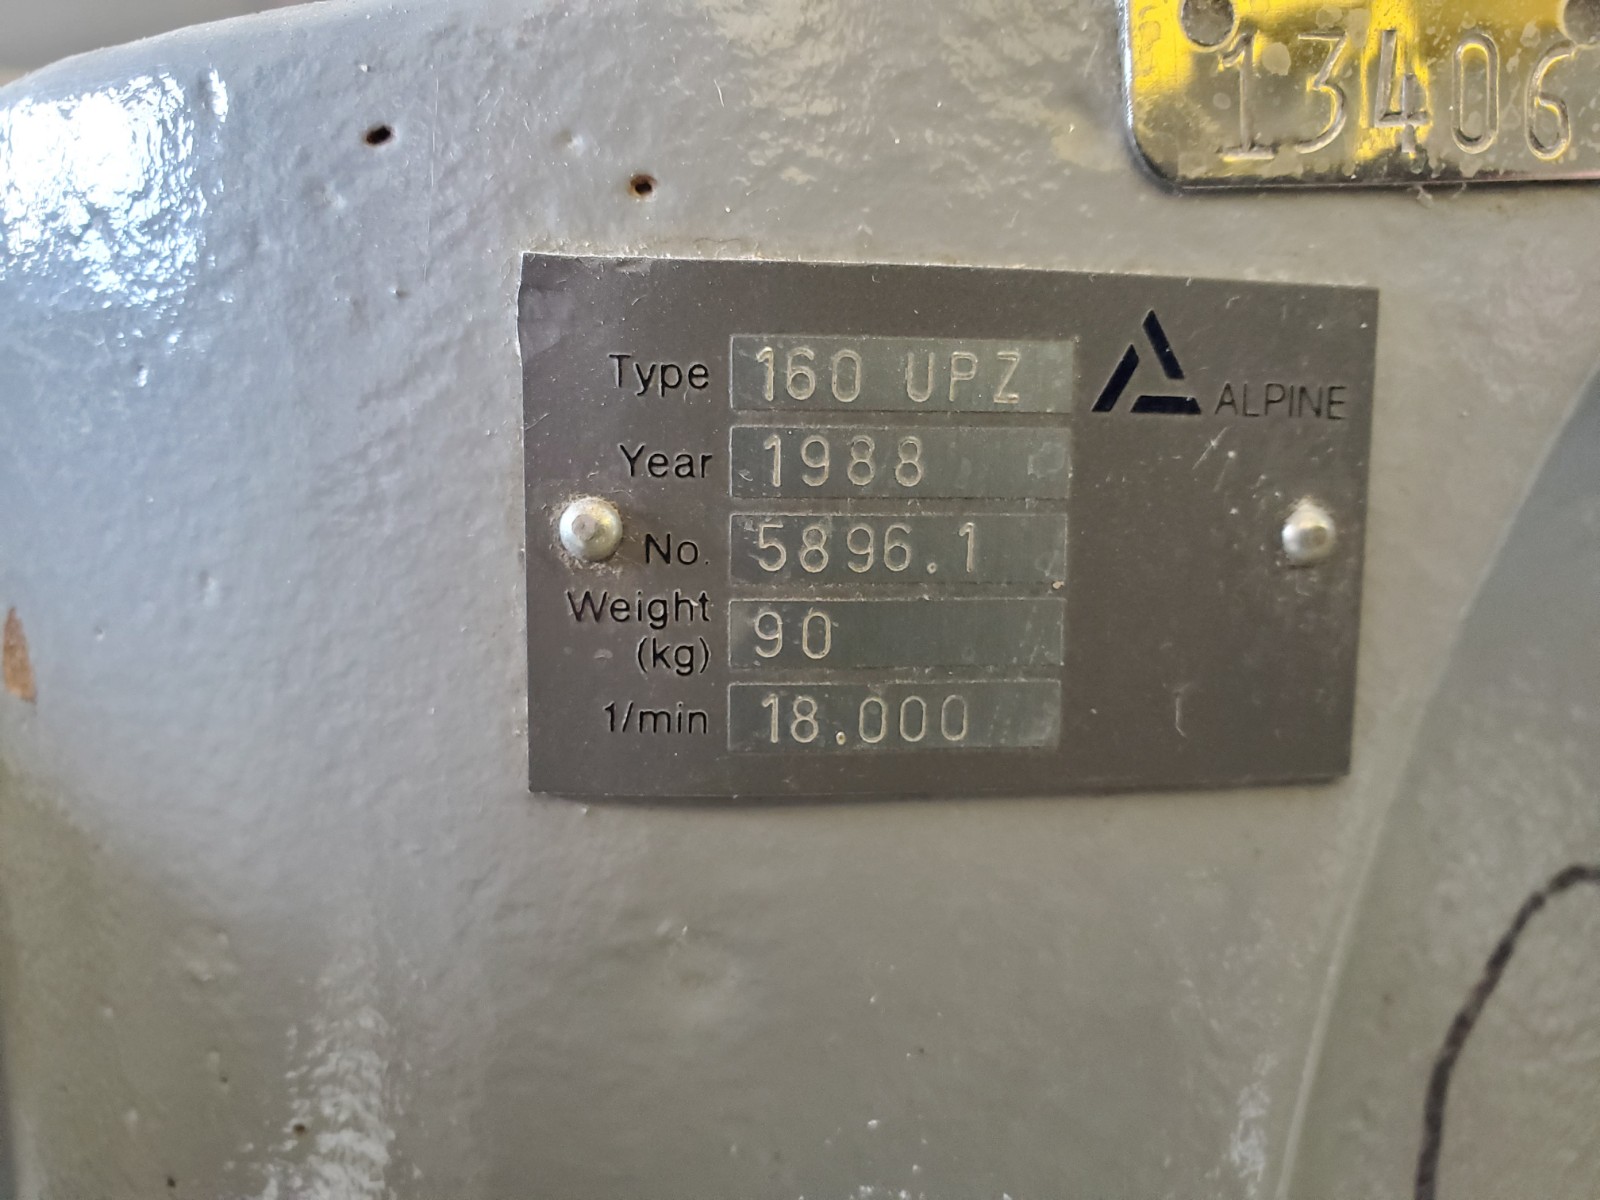 13406
Type 160 UPZ
ALPINE
Year 1988
No. 5896.1
Weight
(kg) 90
1/min 18.000